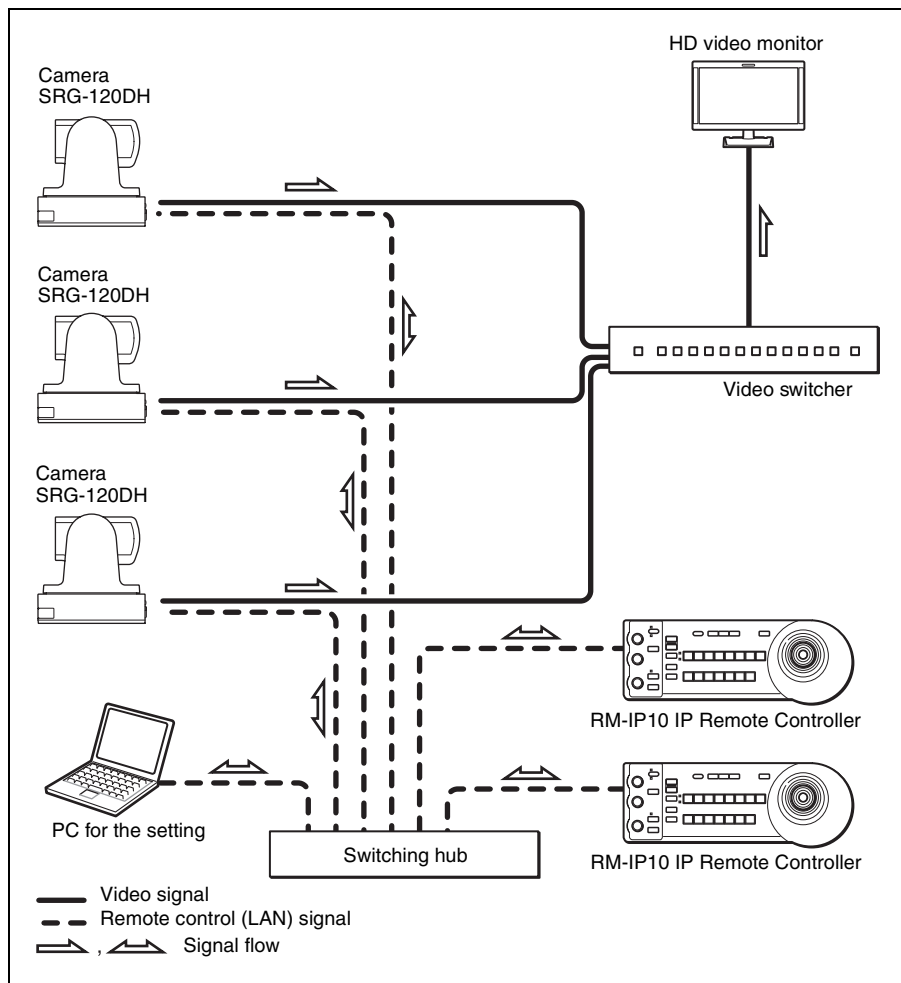 HD video monitor
Camera
SRG-120DH
Camera
SRG-120DH
Video switcher
Camera
SRG-120DH
RM-IP10 IP Remote Controller
PC for the setting
Switching hub
RM-IP10 IP Remote Controller
Video signal
Remote control (LAN) signal
, Signal flow